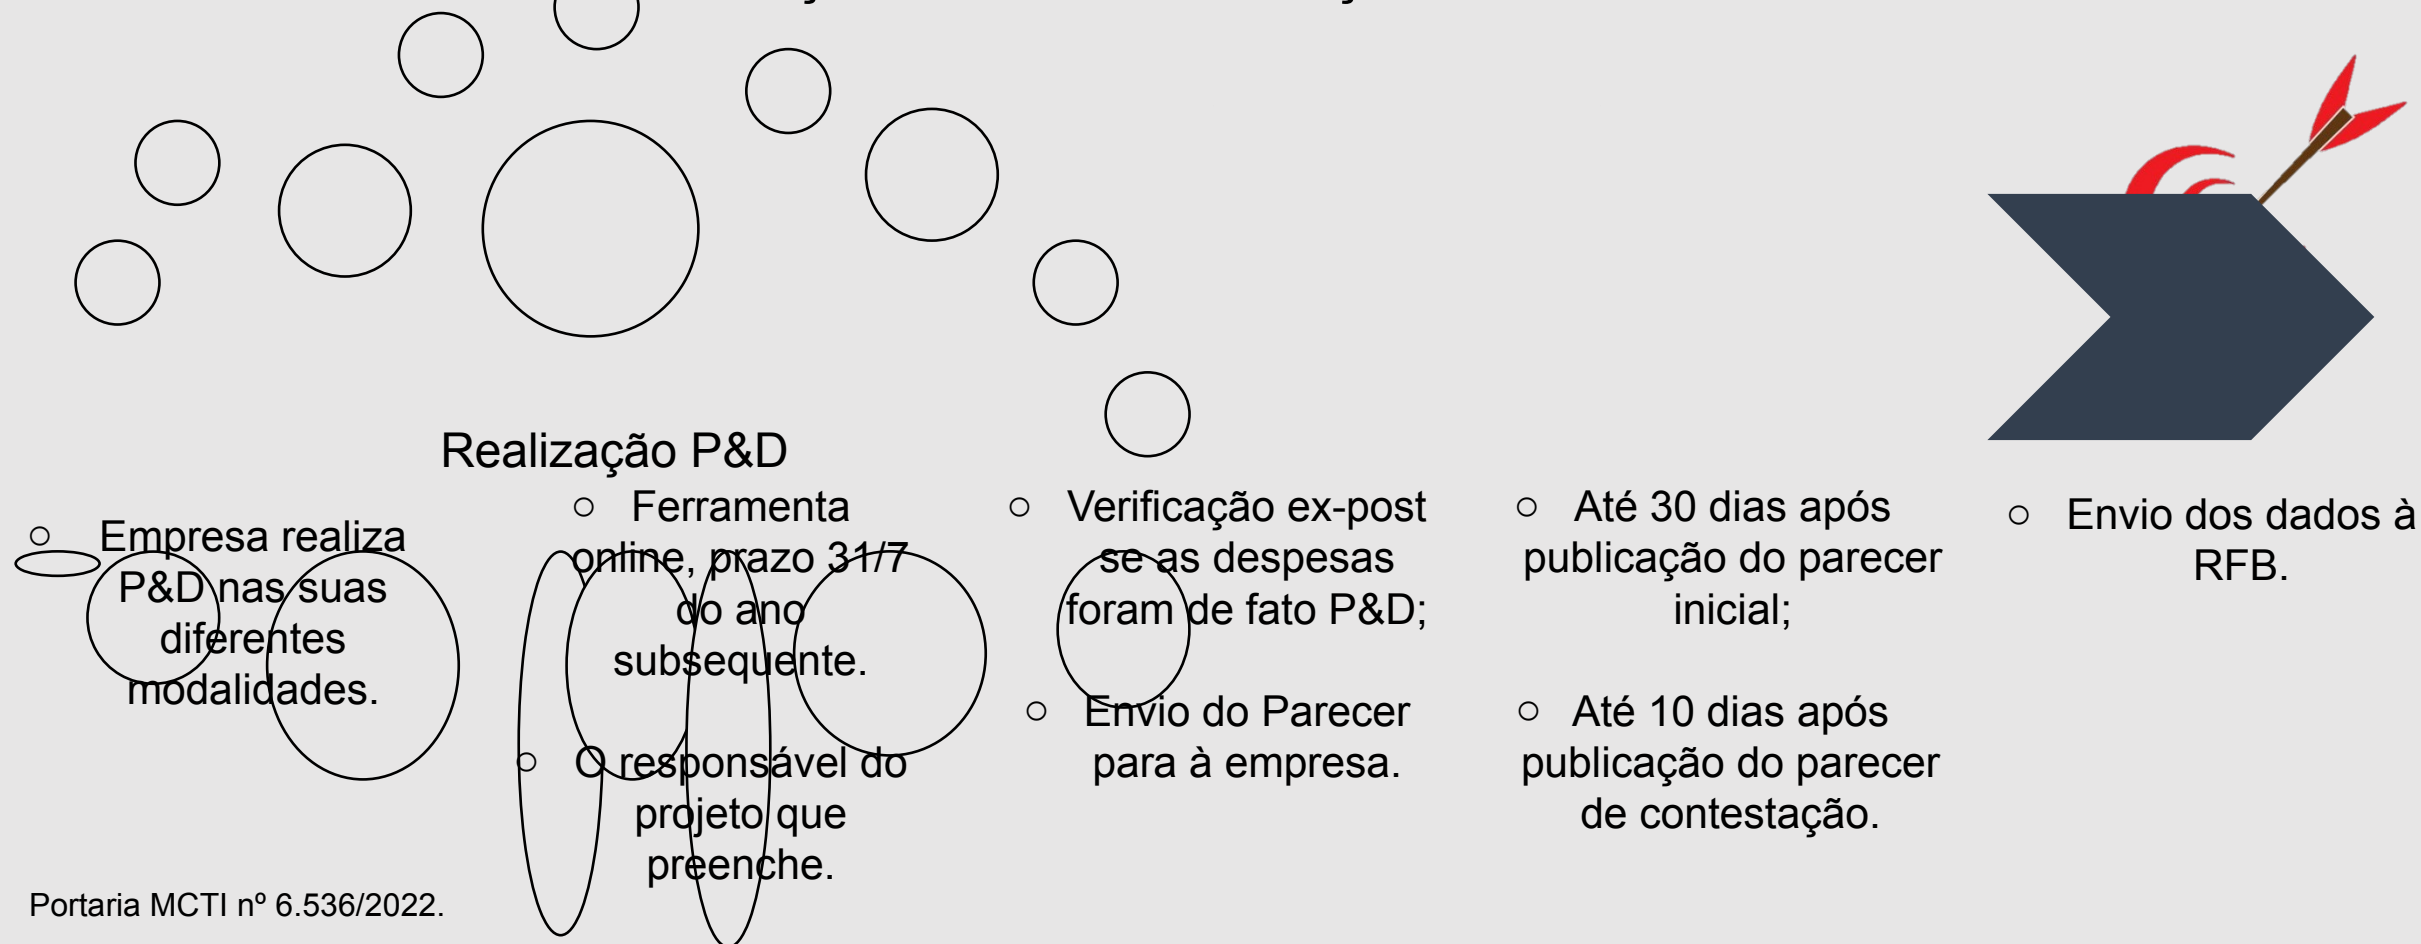 Realização P&D
Empresa realiza
P&D nas suas
diferentes
modalidades.
Ferramenta
online, prazo 31/7
do ano
subsequente.
O responsável do
projeto que
preenche.
Verificação ex-post
se as despesas
foram de fato P&D;
Envio do Parecer
para à empresa.
Até 30 dias após
publicação do parecer
inicial;
Até 10 dias após
publicação do parecer
de contestação.
Envio dos dados à
RFB.
Portaria MCTI nº 6.536/2022.